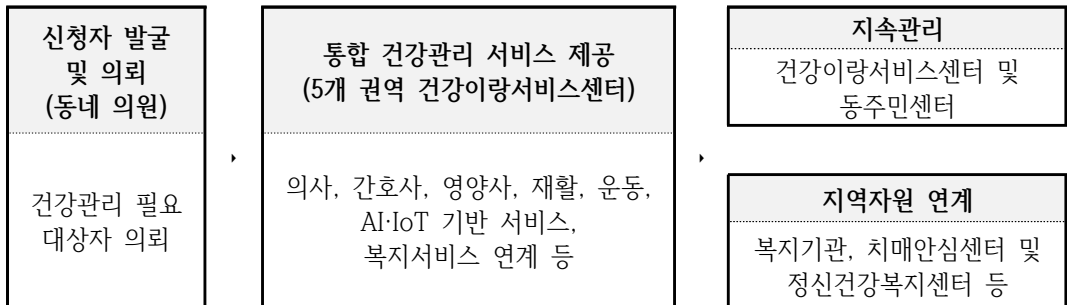 신청자 발굴
및 의뢰
(동네 의원)
건강관리 필요
대상자 의뢰
통합 건강관리 서비스 제공
(5개 권역 건강이랑서비스센터)
의사, 간호사, 영양사, 재활, 운동,
AI·IoT 기반 서비스,
복지서비스 연계 등
지속관리
건강이랑서비스센터 및
동주민센터
지역자원 연계
복지기관, 치매안심센터 및
정신건강복지센터 등